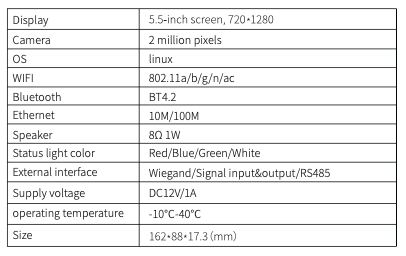 Display 5.5-inch screen, 720*1280
Camera 2 million pixels
OS linux
WIFI 802.11a/b/g/n/ac
Bluetooth BT4.2
Ethernet 10M/100M
Speaker 8Ω 1W
Status light color Red/Blue/Green/White
External interface Wiegand/Signal input&output/RS485
Supply voltage DC12V/1A
operating temperature -10°C-40°C
Size 162*88*17.3(mm)